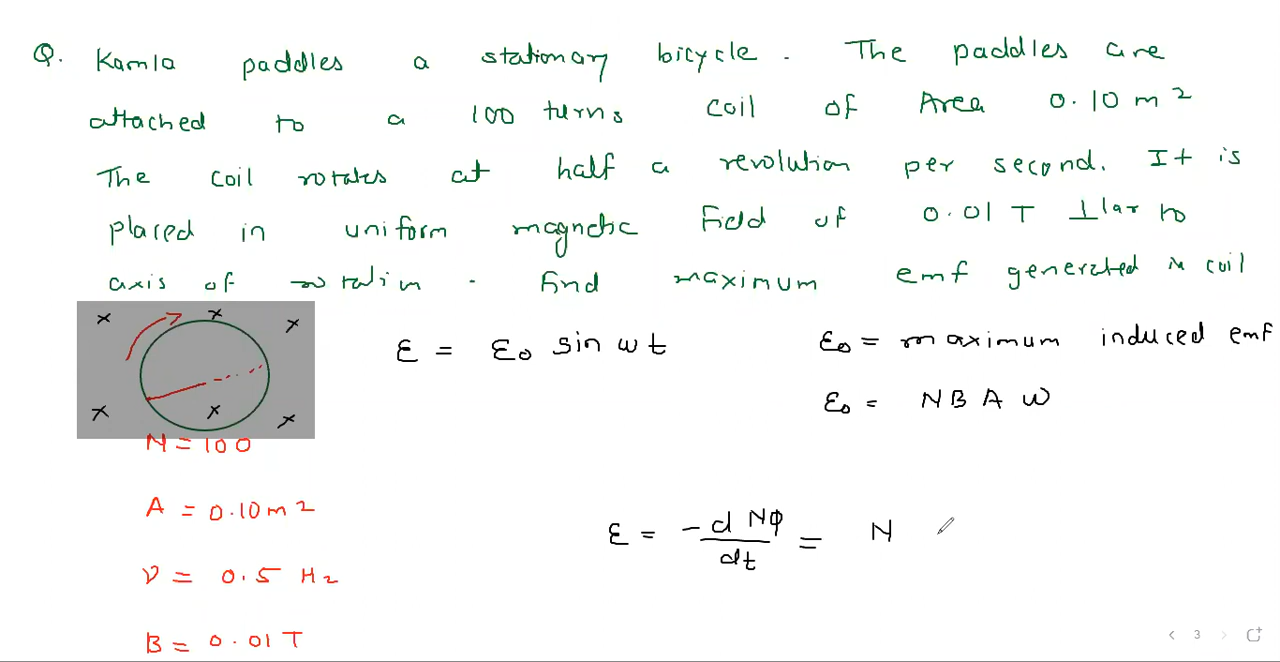 Q. Kamla paddles a stationary bicycle. The paddles are
attached to a 100 turns coil of Area 0.10 m2
The coil rotates at half a revolution per second. It is
placed in uniform magnetic Field of 0.01 T ⊥lar to
axis of rotation. find maximum emf generated in coil
x x x
ε = ε₀ sin ωt
ε₀ = maximum induced emf
x x x
ε₀ = N B A ω
N = 100
A = 0.10 m2
ε = -d Nφ / dt = N
ν = 0.5 Hz
B = 0.01 T
< 3 >